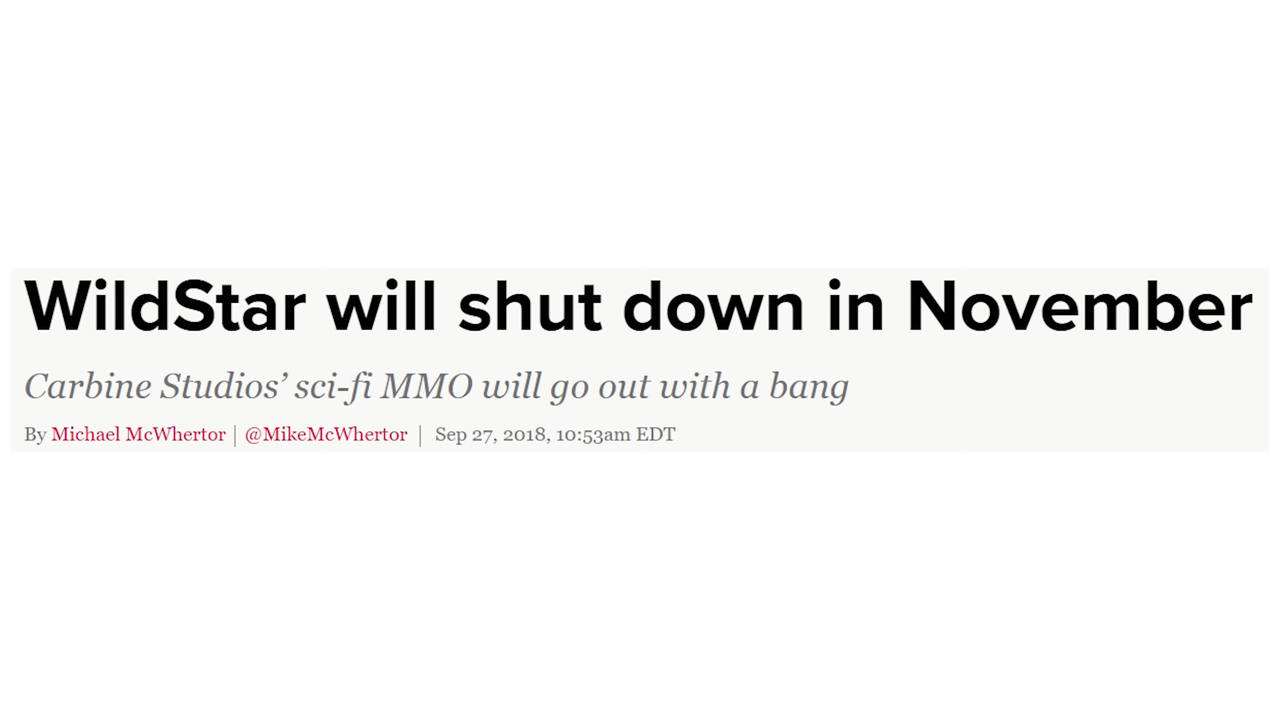 WildStar will shut down in November
Carbine Studios’ sci-fi MMO will go out with a bang
By Michael McWhertor | @MikeMcWhertor | Sep 27, 2018, 10:53am EDT